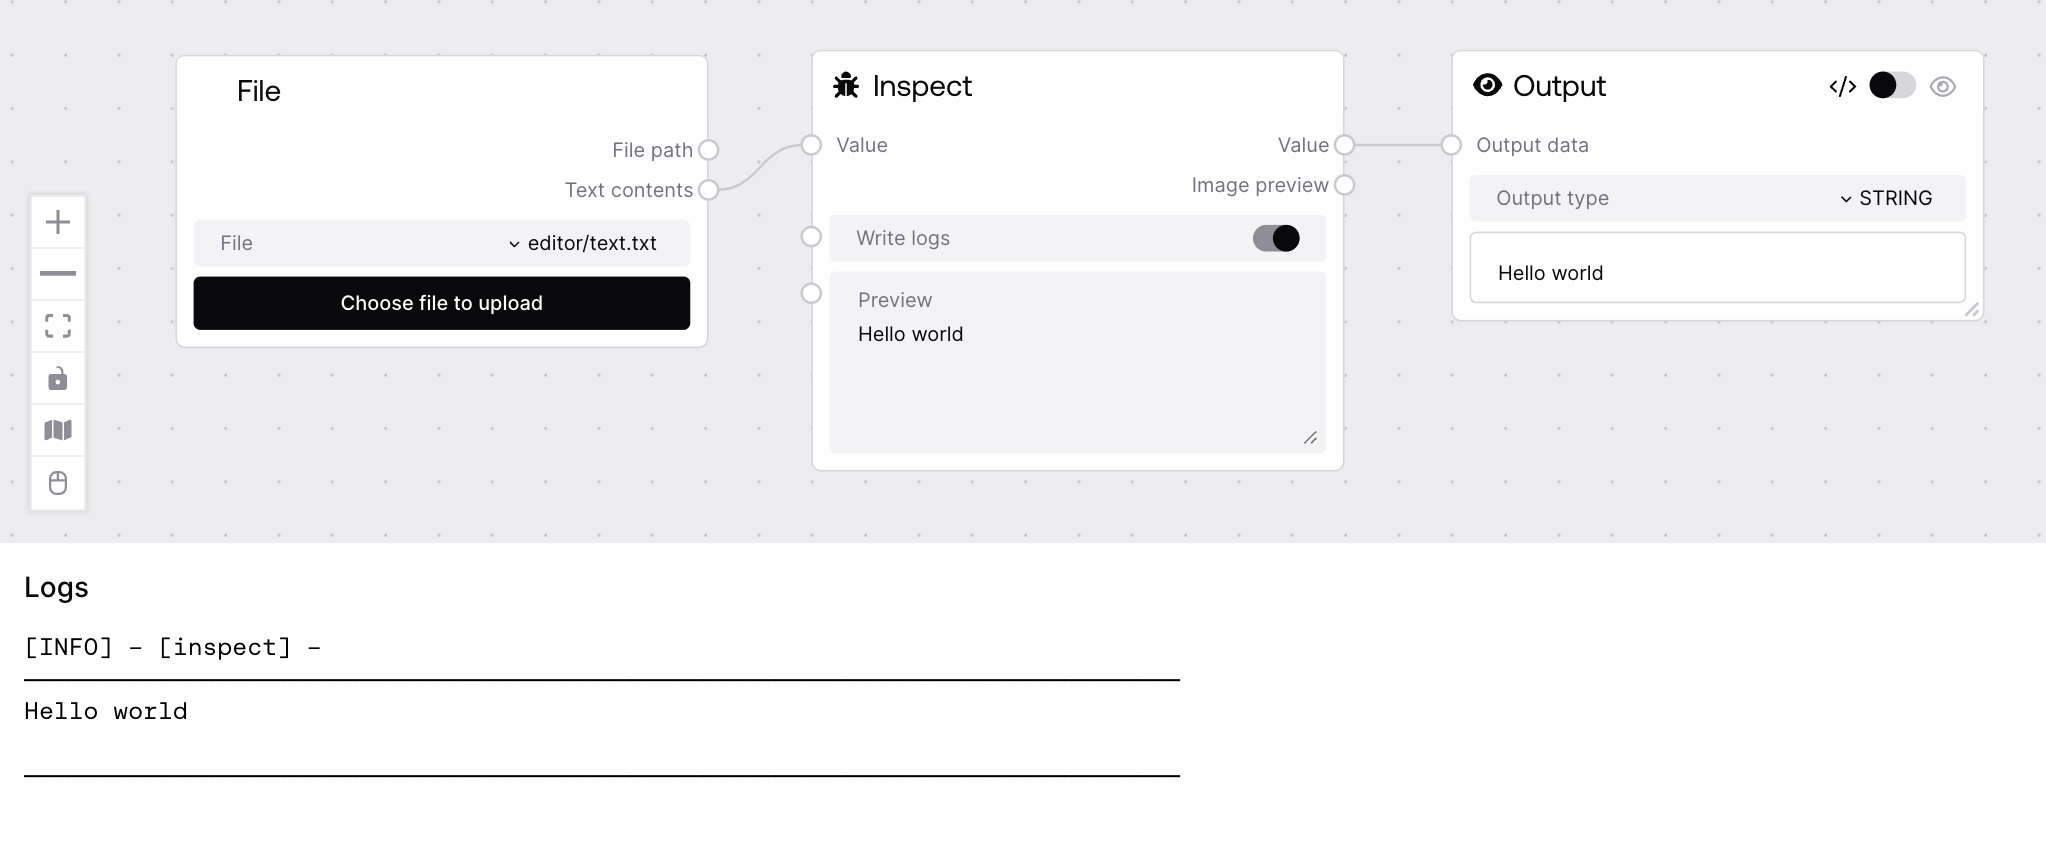 File
File path
Text contents
File
editor/text.txt
Choose file to upload
Inspect
Value
Value
Image preview
Write logs
Preview
Hello world
Output
</>
Output data
Output type
STRING
Hello world
Logs
[INFO] – [inspect] –
Hello world